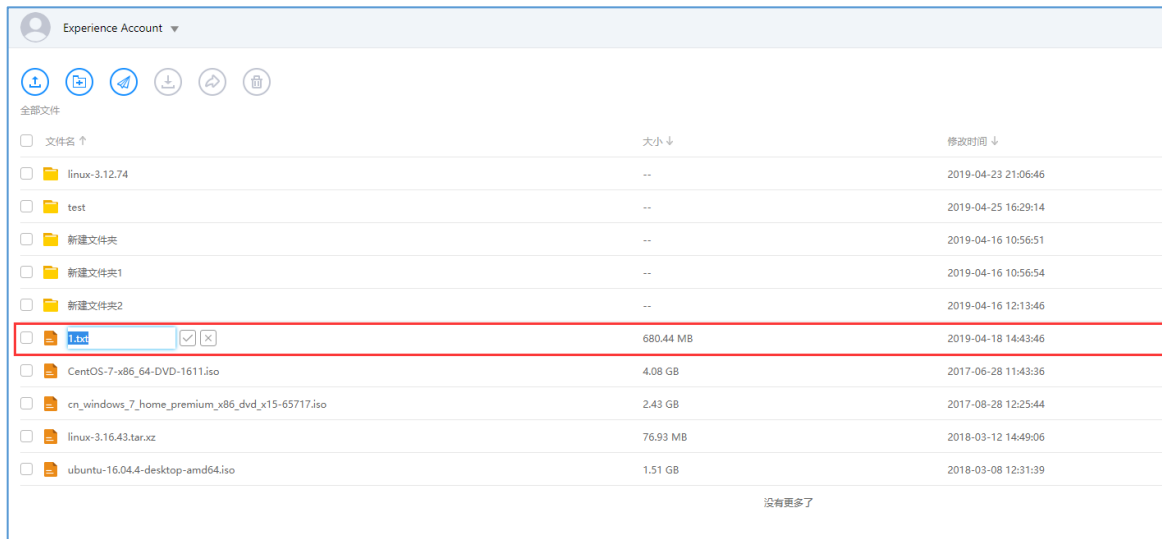 Experience Account
全部文件
文件名 大小 修改时间
linux-3.12.74 -- 2019-04-23 21:06:46
test -- 2019-04-25 16:29:14
新建文件夹 -- 2019-04-16 10:56:51
新建文件夹1 -- 2019-04-16 10:56:54
新建文件夹2 -- 2019-04-16 12:13:46
1.txt 680.44 MB 2019-04-18 14:43:46
CentOS-7-x86_64-DVD-1611.iso 4.08 GB 2017-06-28 11:43:36
cn_windows_7_home_premium_x86_dvd_x15-65717.iso 2.43 GB 2017-08-28 12:25:44
linux-3.16.43.tar.xz 76.93 MB 2018-03-12 14:49:06
ubuntu-16.04.4-desktop-amd64.iso 1.51 GB 2018-03-08 12:31:39
没有更多了